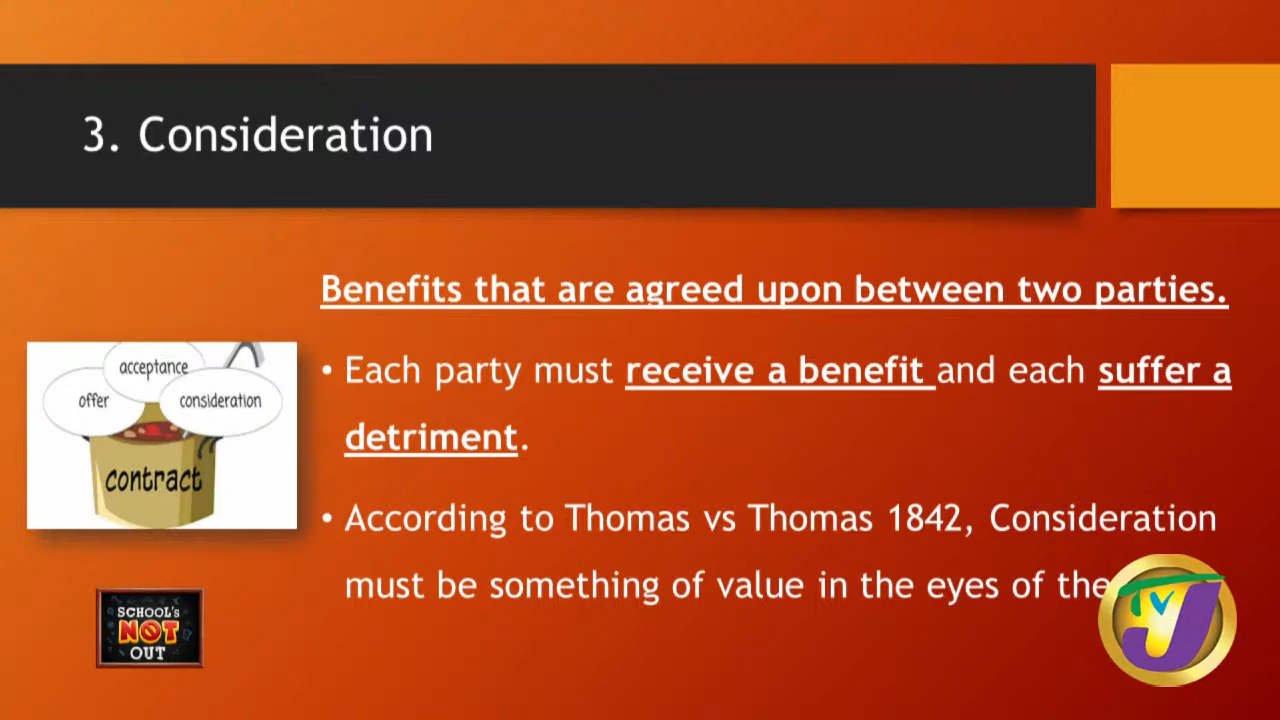 3. Consideration
Benefits that are agreed upon between two parties.
• Each party must receive a benefit and each suffer a
detriment.
• According to Thomas vs Thomas 1842, Consideration
must be something of value in the eyes of the
acceptance
offer
consideration
contract
SCHOOL'S
NOT
OUT
TVJ